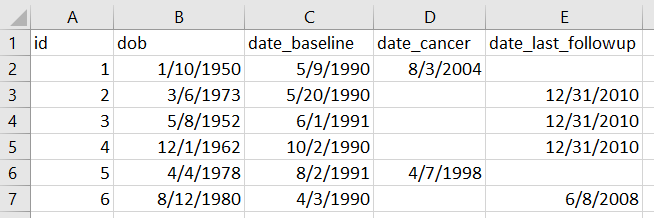 A B C D E
1 id dob date_baseline date_cancer date_last_followup
2 1 1/10/1950 5/9/1990 8/3/2004
3 2 3/6/1973 5/20/1990 12/31/2010
4 3 5/8/1952 6/1/1991 12/31/2010
5 4 12/1/1962 10/2/1990 12/31/2010
6 5 4/4/1978 8/2/1991 4/7/1998
7 6 8/12/1980 4/3/1990 6/8/2008